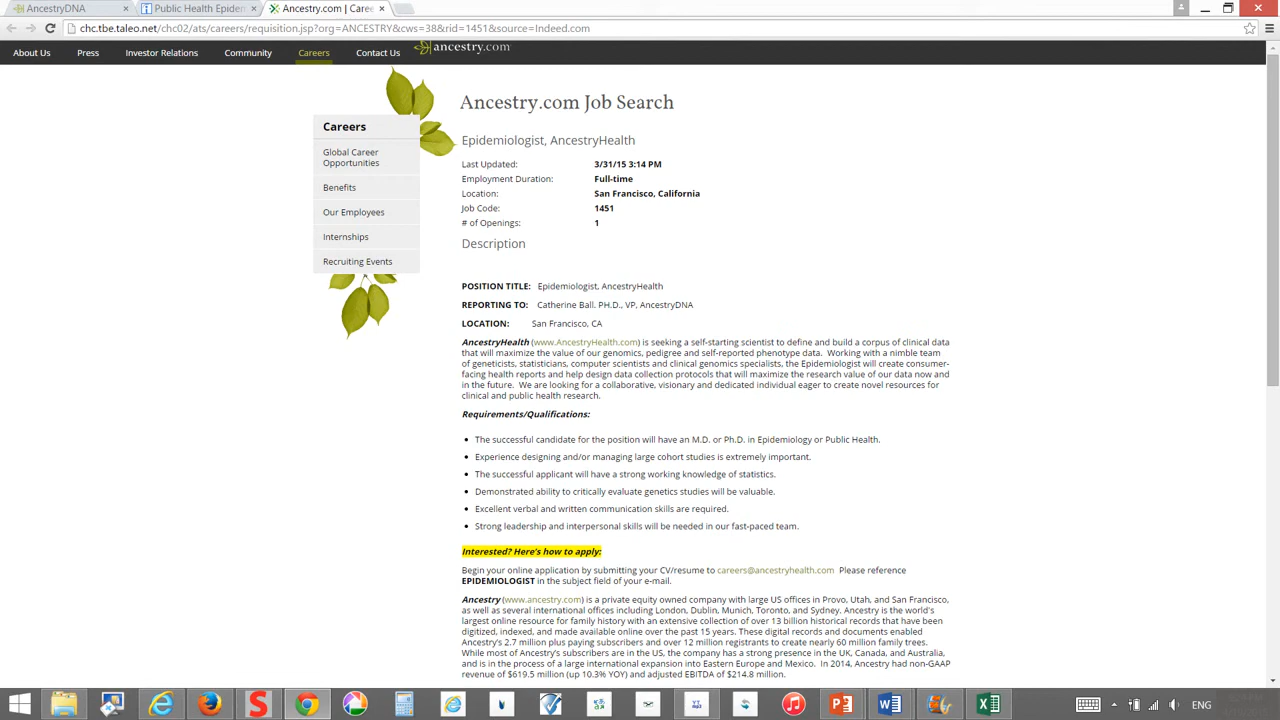 AncestryDNA
Public Health Epidem
Ancestry.com | Caree
chc.tbe.taleo.net/chc02/ats/careers/requisition.jsp?org=ANCESTRY&cws=38&rid=1451&source=Indeed.com
About Us Press Investor Relations Community Careers Contact Us ancestry.com
Ancestry.com Job Search
Careers
Global Career
Opportunities
Benefits
Our Employees
Internships
Recruiting Events
Epidemiologist, AncestryHealth
Last Updated: 3/31/15 3:14 PM
Employment Duration: Full-time
Location: San Francisco, California
Job Code: 1451
# of Openings: 1
Description
POSITION TITLE: Epidemiologist, AncestryHealth
REPORTING TO: Catherine Ball. PH.D., VP, AncestryDNA
LOCATION: San Francisco, CA
AncestryHealth (www.AncestryHealth.com) is seeking a self-starting scientist to define and build a corpus of clinical data
that will maximize the value of our genomics, pedigree and self-reported phenotype data. Working with a nimble team
of geneticists, statisticians, computer scientists and clinical genomics specialists, the Epidemiologist will create consumer-
facing health reports and help design data collection protocols that will maximize the research value of our data now and
in the future. We are looking for a collaborative, visionary and dedicated individual eager to create novel resources for
clinical and public health research.
Requirements/Qualifications:
• The successful candidate for the position will have an M.D. or Ph.D. in Epidemiology or Public Health.
• Experience designing and/or managing large cohort studies is extremely important.
• The successful applicant will have a strong working knowledge of statistics.
• Demonstrated ability to critically evaluate genetics studies will be valuable.
• Excellent verbal and written communication skills are required.
• Strong leadership and interpersonal skills will be needed in our fast-paced team.
Interested? Here's how to apply:
Begin your online application by submitting your CV/resume to careers@ancestryhealth.com Please reference
EPIDEMIOLOGIST in the subject field of your e-mail.
Ancestry (www.ancestry.com) is a private equity owned company with large US offices in Provo, Utah, and San Francisco,
as well as several international offices including London, Dublin, Munich, Toronto, and Sydney. Ancestry is the world's
largest online resource for family history with an extensive collection of over 13 billion historical records that have been
digitized, indexed, and made available online over the past 15 years. These digital records and documents enabled
Ancestry's 2.7 million plus paying subscribers and over 12 million registrants to create nearly 60 million family trees.
While most of Ancestry's subscribers are in the US, the company has a strong presence in the UK, Canada, and Australia,
and is in the process of a large international expansion into Eastern Europe and Mexico. In 2014, Ancestry had non-GAAP
revenue of $619.5 million (up 10.3% YOY) and adjusted EBITDA of $214.8 million.
ENG